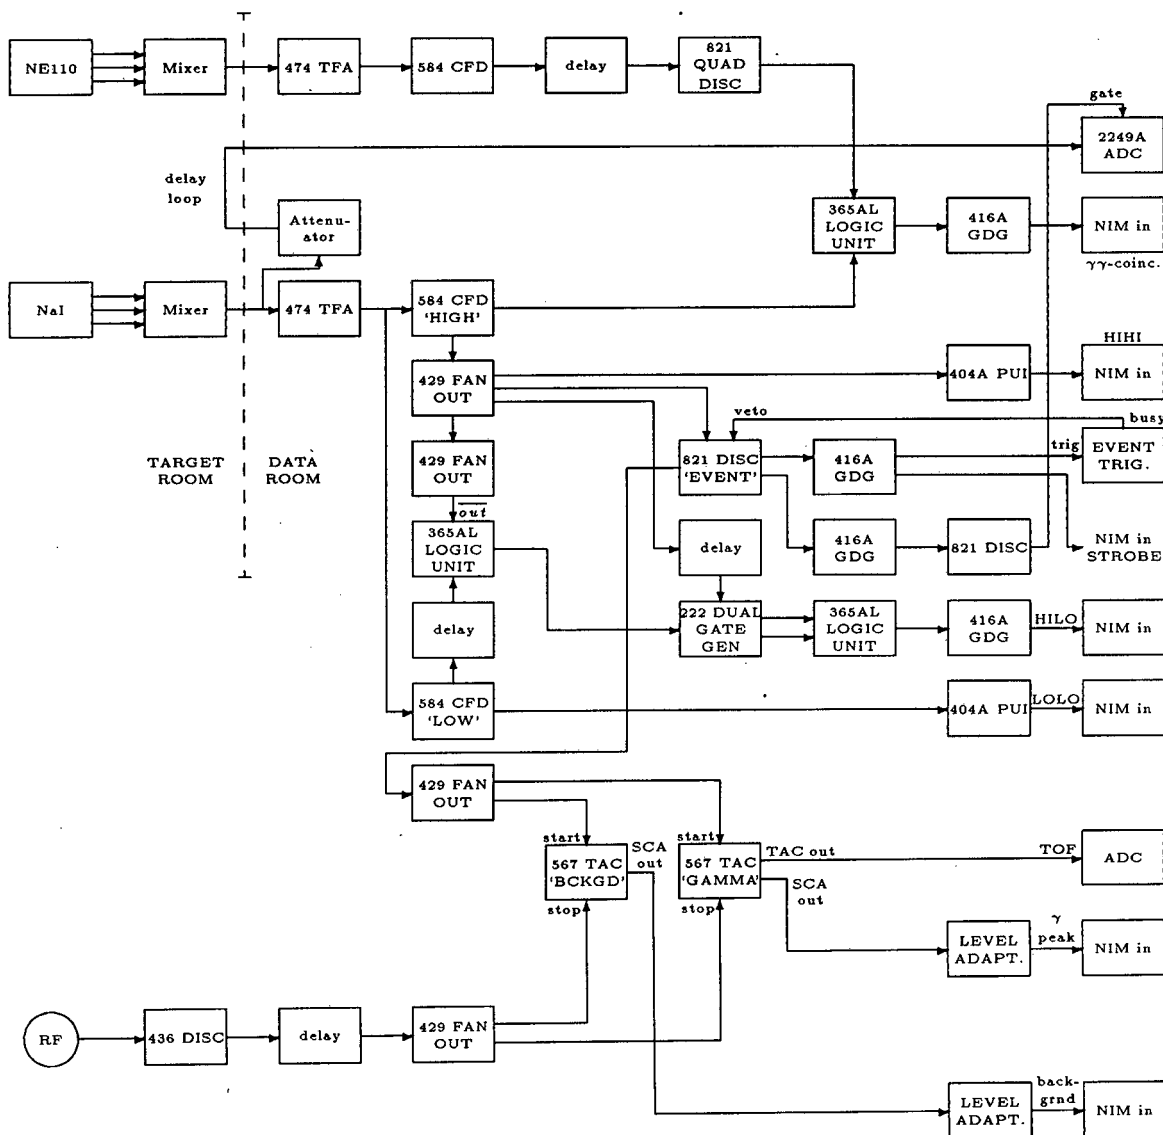 NE110
Mixer
474 TFA
584 CFD
delay
821
QUAD
DISC
gate
2249A
ADC
delay
loop
Attenu-
ator
365AL
LOGIC
UNIT
416A
GDG
NIM in
γγ-coinc.
NaI
Mixer
474 TFA
584 CFD
'HIGH'
429 FAN
OUT
404A PUI
HIHI
NIM in
TARGET
ROOM
DATA
ROOM
429 FAN
OUT
veto
busy
821 DISC
'EVENT'
416A
GDG
trig
EVENT
TRIG.
out
365AL
LOGIC
UNIT
delay
416A
GDG
821 DISC
NIM in
STROBE
delay
222 DUAL
GATE
GEN
365AL
LOGIC
UNIT
416A
GDG
HILO
NIM in
584 CFD
'LOW'
404A PUI
LOLO
NIM in
429 FAN
OUT
start
567 TAC
'BCKGD'
stop
SCA
out
start
567 TAC
'GAMMA'
stop
TAC out
SCA
out
TOF
ADC
LEVEL
ADAPT.
γ
peak
NIM in
RF
436 DISC
delay
429 FAN
OUT
LEVEL
ADAPT.
back-
grnd
NIM in